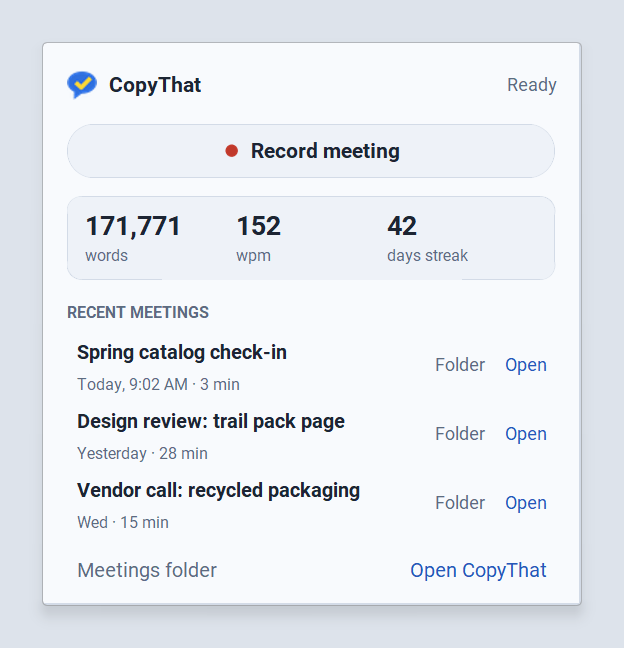 CopyThat
Ready
Record meeting
171,771
152
42
words
wpm
days streak
RECENT MEETINGS
Spring catalog check-in
Today, 9:02 AM · 3 min
Folder
Open
Design review: trail pack page
Yesterday · 28 min
Folder
Open
Vendor call: recycled packaging
Wed · 15 min
Folder
Open
Meetings folder
Open CopyThat